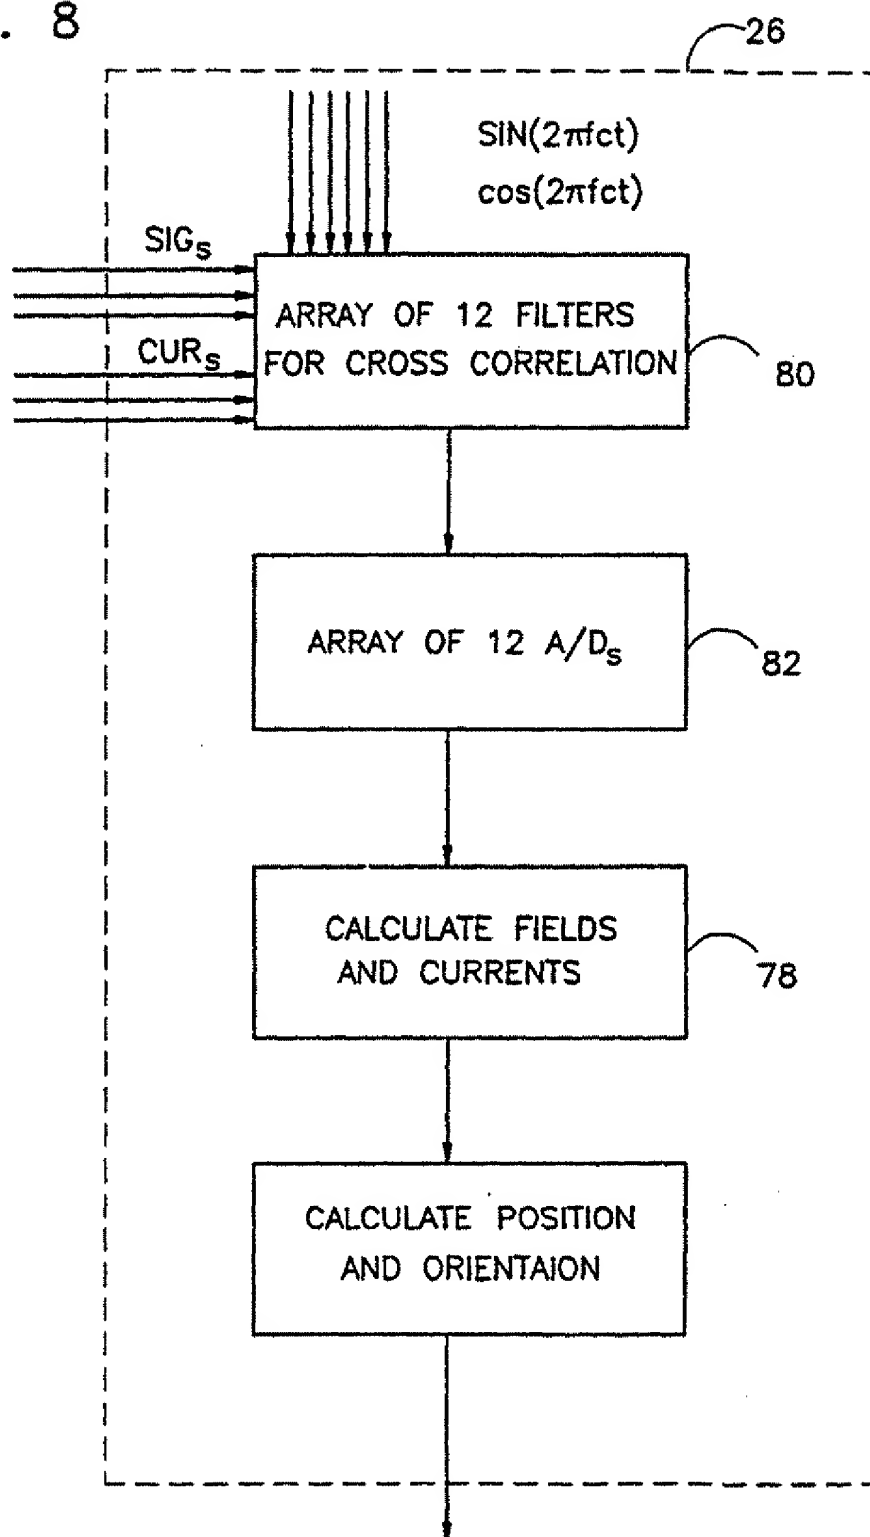 . 8
26
SIN(2πfct)
cos(2πfct)
SIGs
ARRAY OF 12 FILTERS
FOR CROSS CORRELATION
CURs
80
ARRAY OF 12 A/Ds
82
CALCULATE FIELDS
AND CURRENTS
78
CALCULATE POSITION
AND ORIENTAION